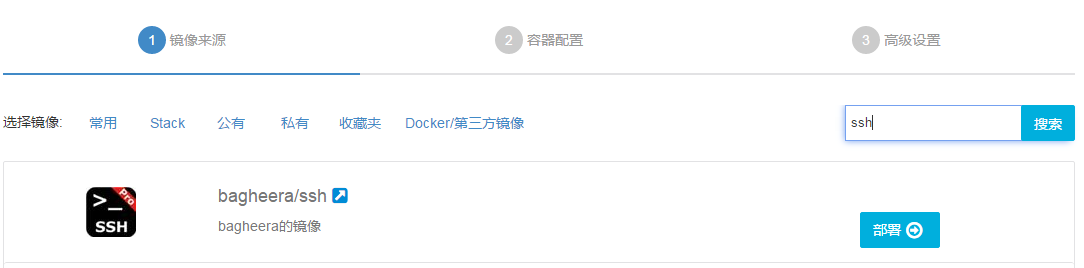 1 镜像来源 2 容器配置 3 高级设置
选择镜像: 常用 Stack 公有 私有 收藏夹 Docker/第三方镜像 ssh 搜索
>_ Pro
SSH
bagheera/ssh
bagheera的镜像
部署